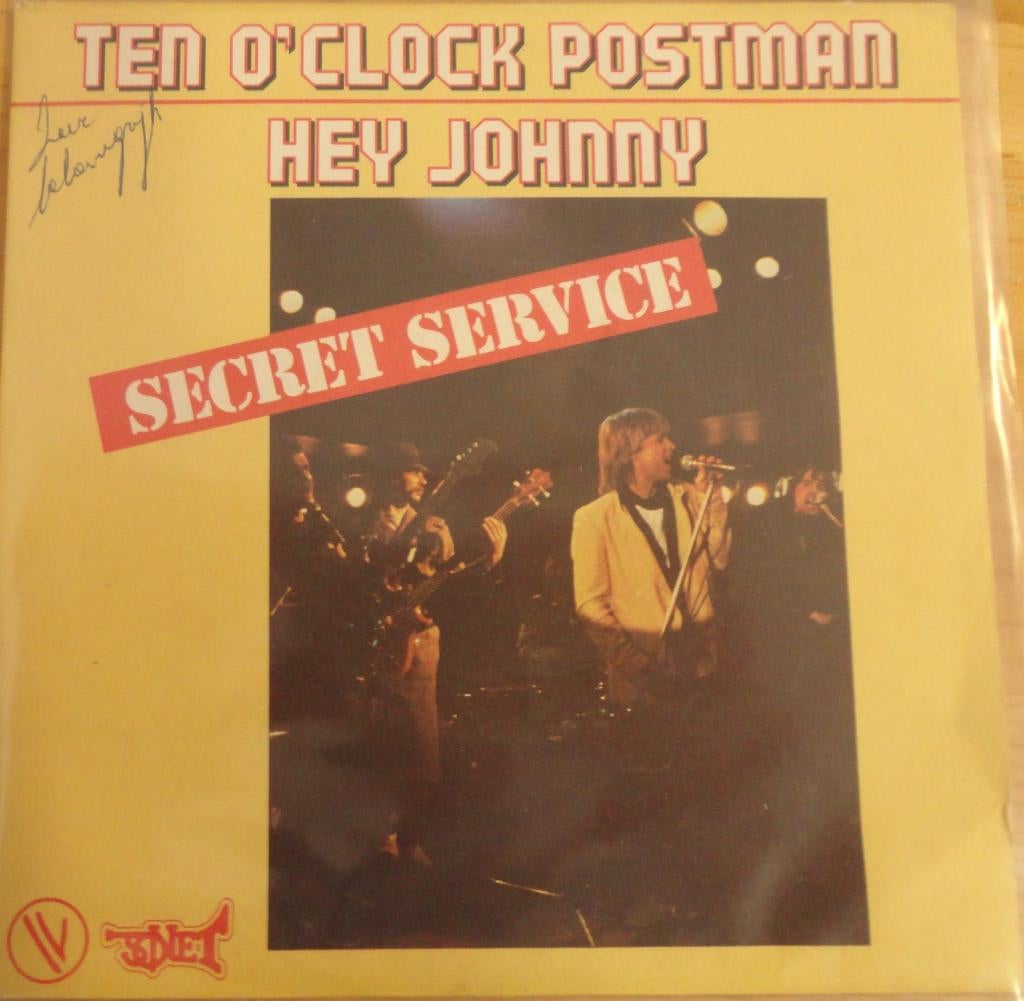 TEN O'CLOCK POSTMAN
HEY JOHNNY
SECRET SERVICE